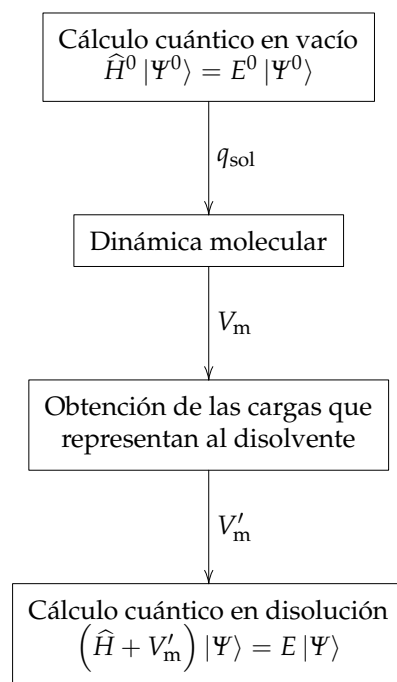 Cálculo cuántico en vacío
Ĥ⁰ |Ψ⁰⟩ = E⁰ |Ψ⁰⟩
q_sol
Dinámica molecular
V_m
Obtención de las cargas que
representan al disolvente
V′_m
Cálculo cuántico en disolución
(Ĥ + V′_m) |Ψ⟩ = E |Ψ⟩